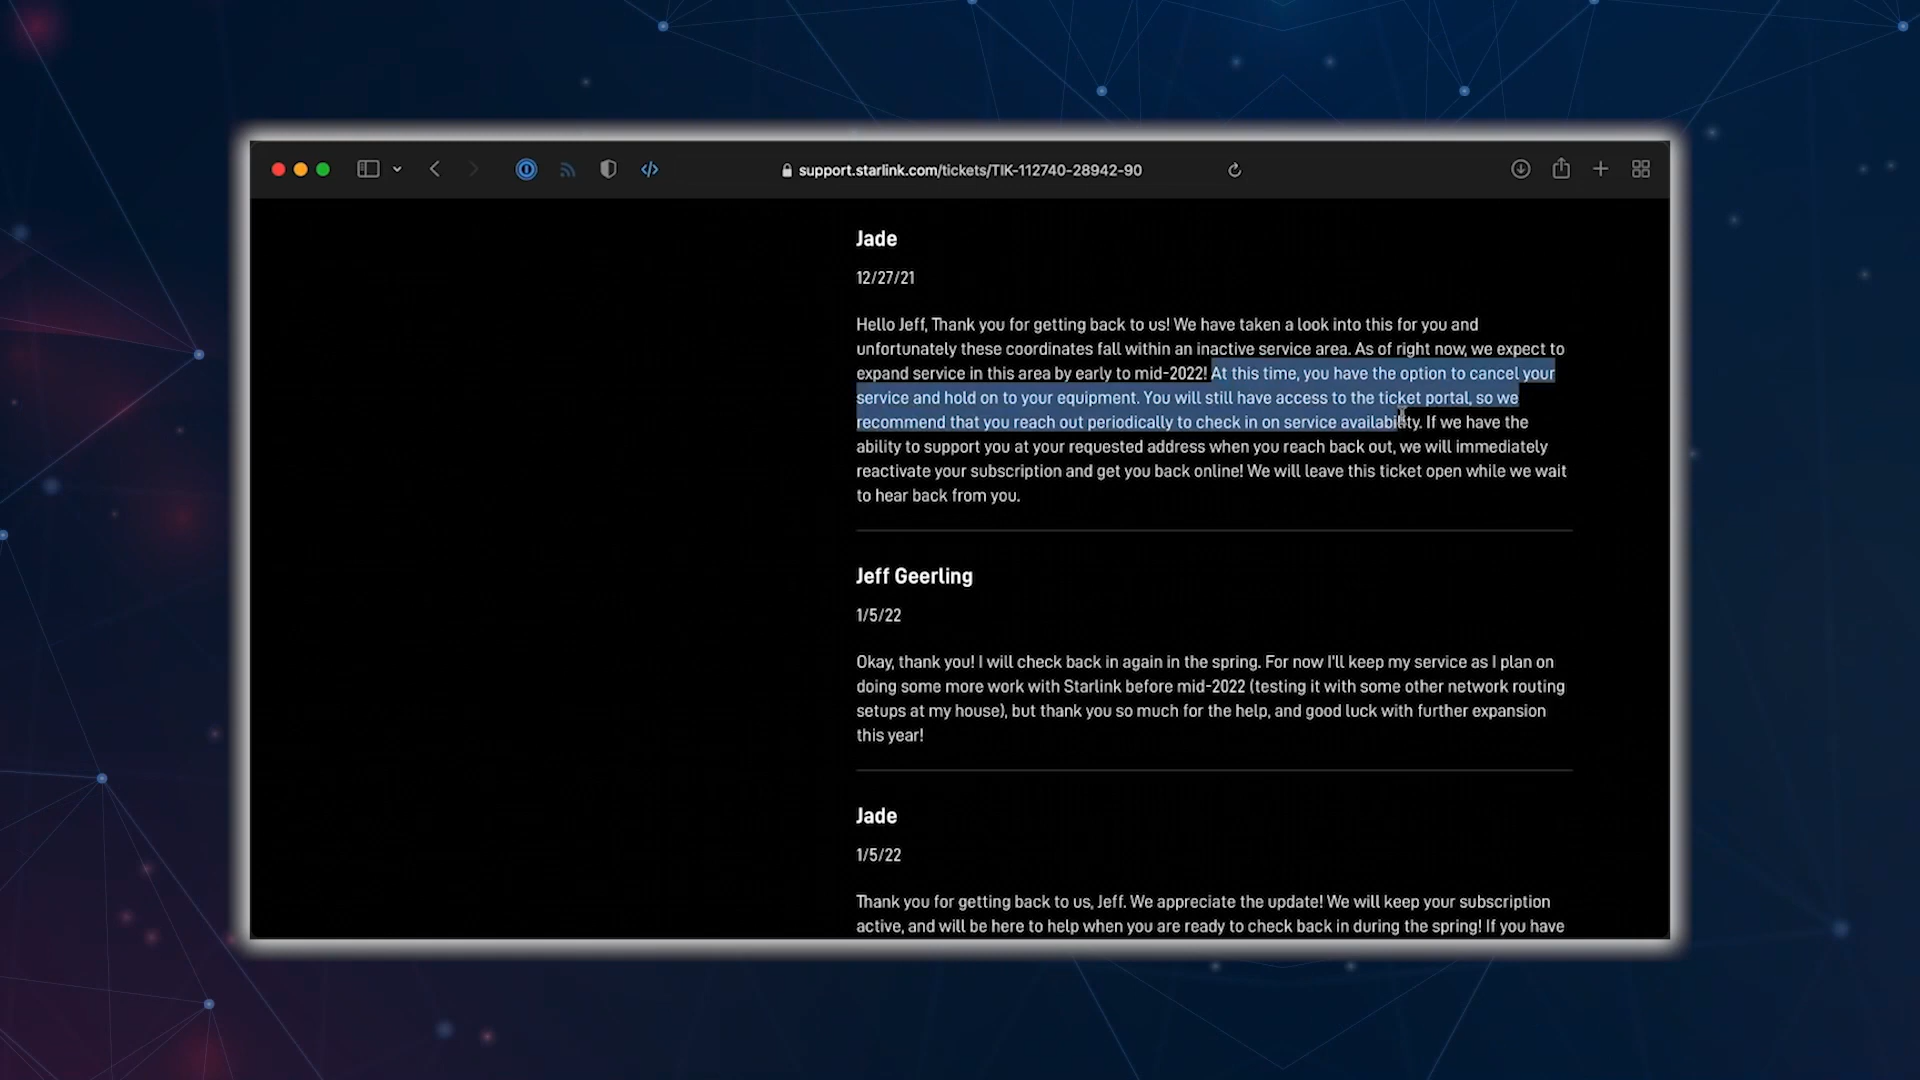 support.starlink.com/tickets/TIK-112740-28942-90
Jade
12/27/21
Hello Jeff, Thank you for getting back to us! We have taken a look into this for you and
unfortunately these coordinates fall within an inactive service area. As of right now, we expect to
expand service in this area by early to mid-2022! At this time, you have the option to cancel your
service and hold on to your equipment. You will still have access to the ticket portal, so we
recommend that you reach out periodically to check in on service availability. If we have the
ability to support you at your requested address when you reach back out, we will immediately
reactivate your subscription and get you back online! We will leave this ticket open while we wait
to hear back from you.
Jeff Geerling
1/5/22
Okay, thank you! I will check back in again in the spring. For now I'll keep my service as I plan on
doing some more work with Starlink before mid-2022 (testing it with some other network routing
setups at my house), but thank you so much for the help, and good luck with further expansion
this year!
Jade
1/5/22
Thank you for getting back to us, Jeff. We appreciate the update! We will keep your subscription
active, and will be here to help when you are ready to check back in during the spring! If you have